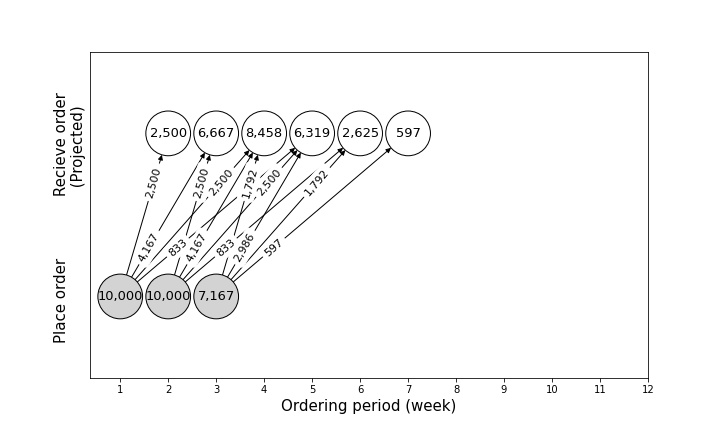 Recieve order
(Projected)
2,500 6,667 8,458 6,319 2,625 597
2,500 2,500 2,500 1,792 2,500 1,792
4,167 833 4,167 833 2,986 597
Place order
10,000 10,000 7,167
1 2 3 4 5 6 7 8 9 10 11 12
Ordering period (week)